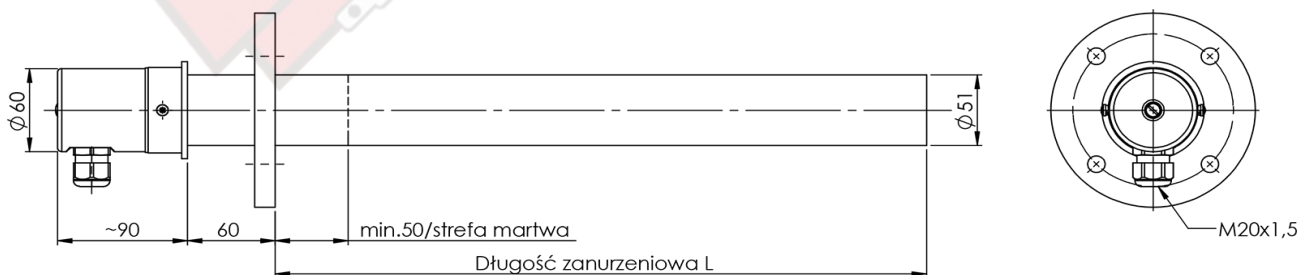 Ø60
Ø51
~90
60
min.50/strefa martwa
M20x1,5
Długość zanurzeniowa L